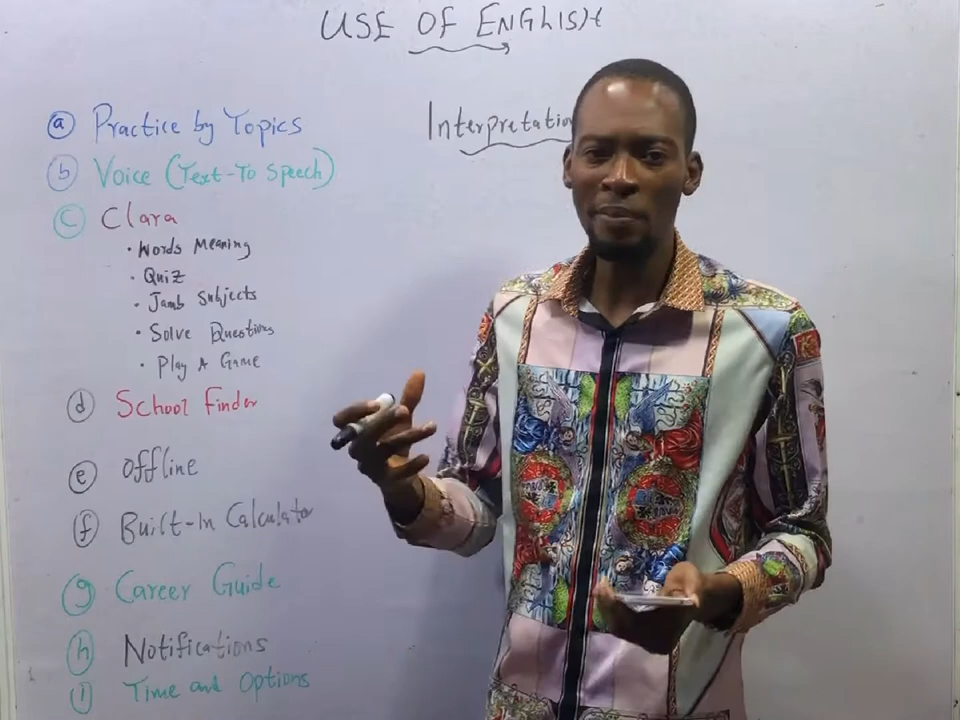 USE OF ENGLISH
Interpretation
a Practice by Topics
b Voice (Text-To Speech)
c Clara
• Words Meaning
• Quiz
• Jamb Subjects
• Solve Questions
• Play A Game
d School finder
e Offline
f Built-In Calculator
g Career Guide
h Notifications
i Time and Options